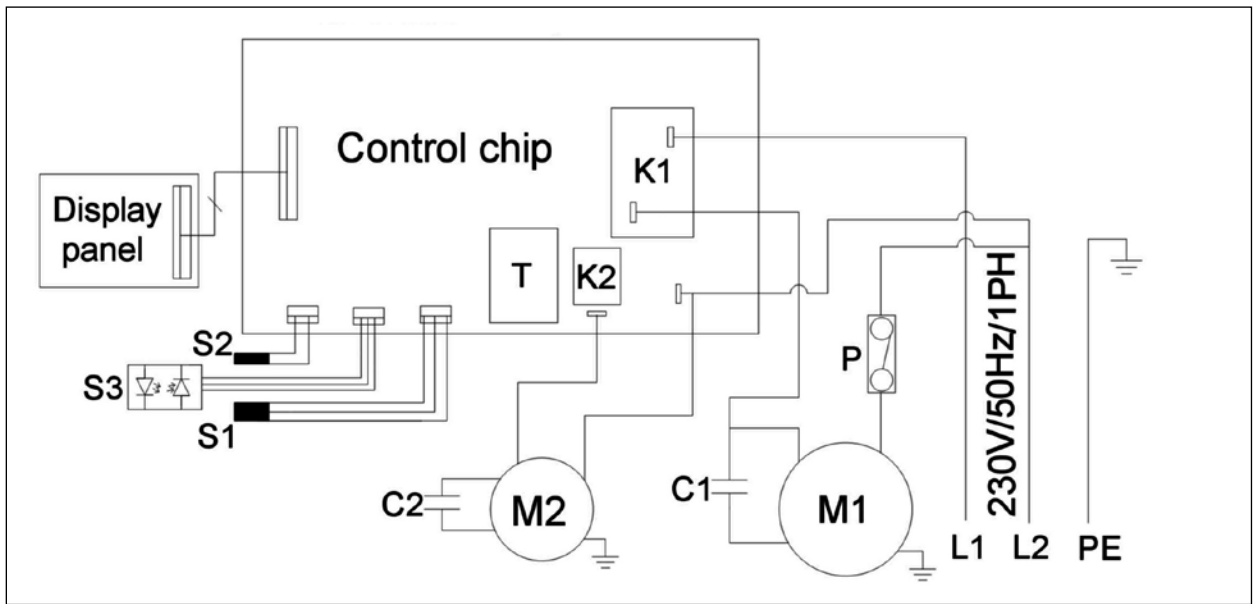 Control chip
K1
Display
panel
T
K2
S2
S3
S1
P
230V/50Hz/1PH
C2
M2
C1
M1
L1
L2
PE